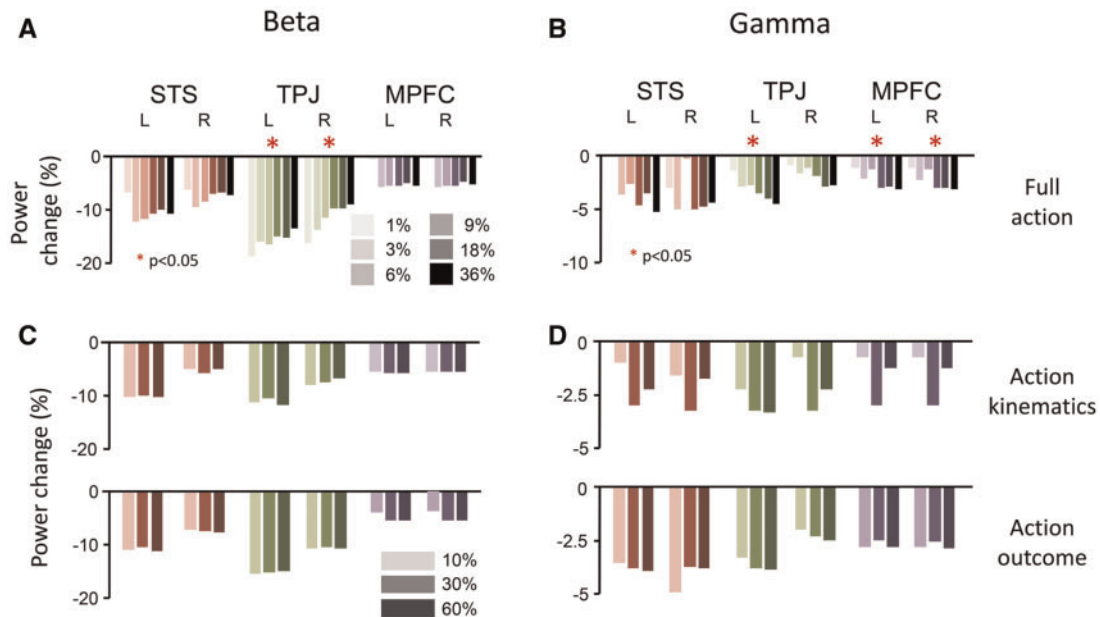 A
Beta
B
Gamma
STS
TPJ
MPFC
L
R
L
R
L
R
*
*
Power change (%)
0
-10
-20
* p<0.05
1%
3%
6%
9%
18%
36%
STS
TPJ
MPFC
L
R
L
R
L
R
*
*
*
0
-5
-10
* p<0.05
Full
action
C
0
-10
-20
Power change (%)
0
-10
-20
10%
30%
60%
D
0
-2.5
-5
Action
kinematics
0
-2.5
-5
Action
outcome